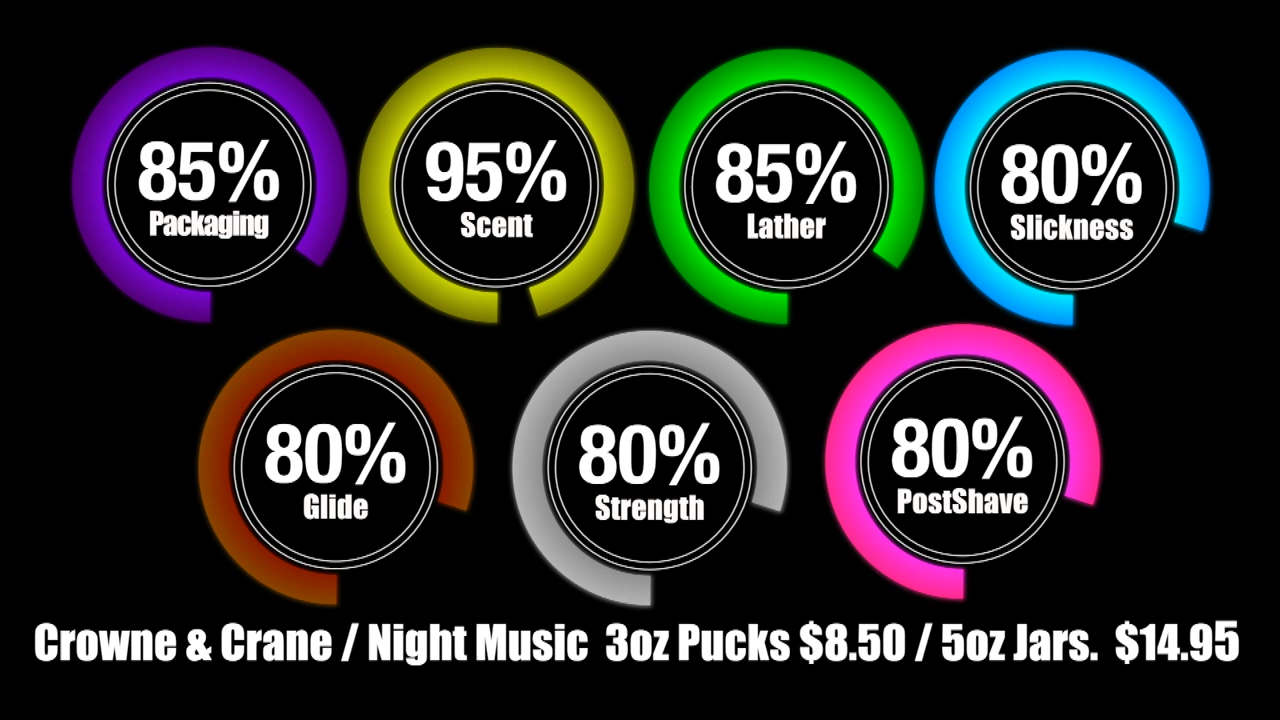 85% 95% 85% 80%
Packaging Scent Lather Slickness
80% 80% 80%
Glide Strength PostShave
Crowne & Crane / Night Music 3oz Pucks $8.50 / 5oz Jars. $14.95